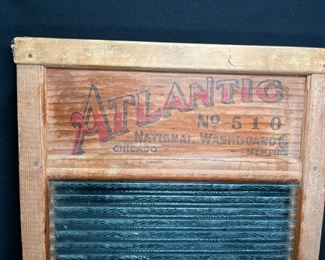 ATLANTIC
No 510
NATIONAL WASHBOARD Co
CHICAGO MEMPHIS